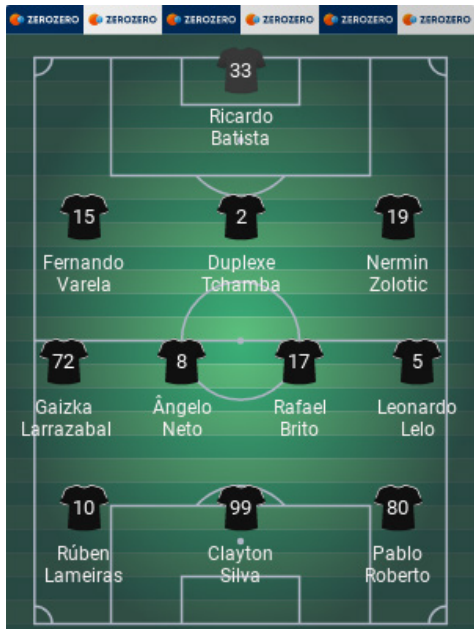 ZEROZERO ZEROZERO ZEROZERO ZEROZERO ZEROZERO ZEROZERO
33
Ricardo
Batista
15 2 19
Fernando Duplexe Nermin
Varela Tchamba Zolotic
72 8 17 5
Gaizka Ângelo Rafael Leonardo
Larrazabal Neto Brito Lelo
10 99 80
Rúben Clayton Pablo
Lameiras Silva Roberto